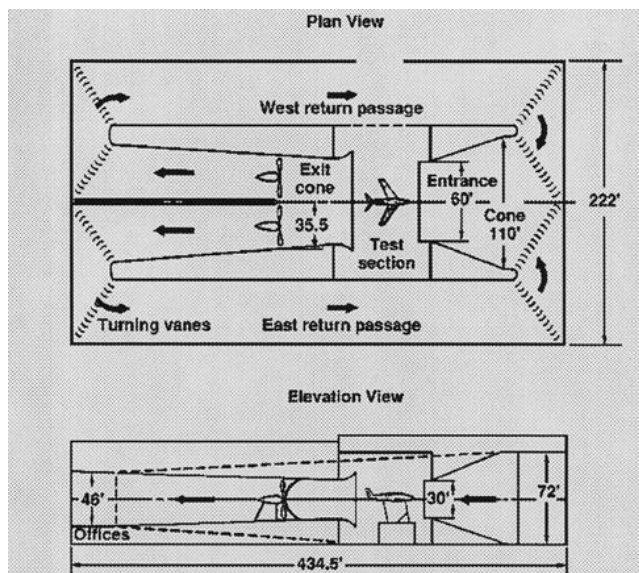 Plan View
West return passage
Exit
cone
Entrance
60'
222'
35.5
Cone
110'
Test
section
Turning vanes
East return passage
Elevation View
46'
30'
72'
Offices
434.5'